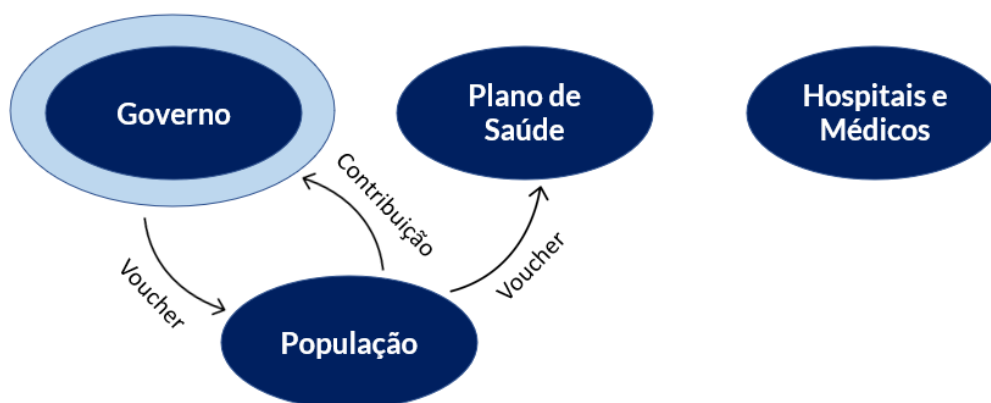 Governo
Plano de
Saúde
Hospitais e
Médicos
Contribuição
Voucher
Voucher
População